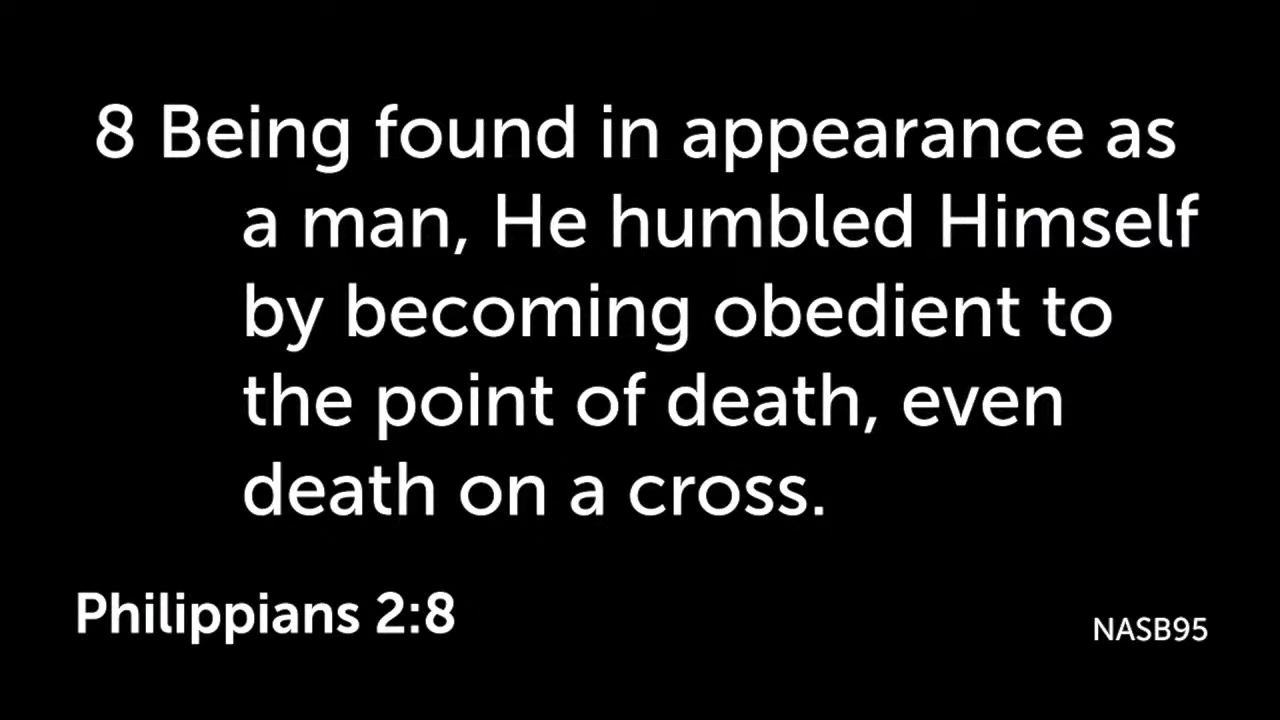 8 Being found in appearance as
a man, He humbled Himself
by becoming obedient to
the point of death, even
death on a cross.
Philippians 2:8
NASB95